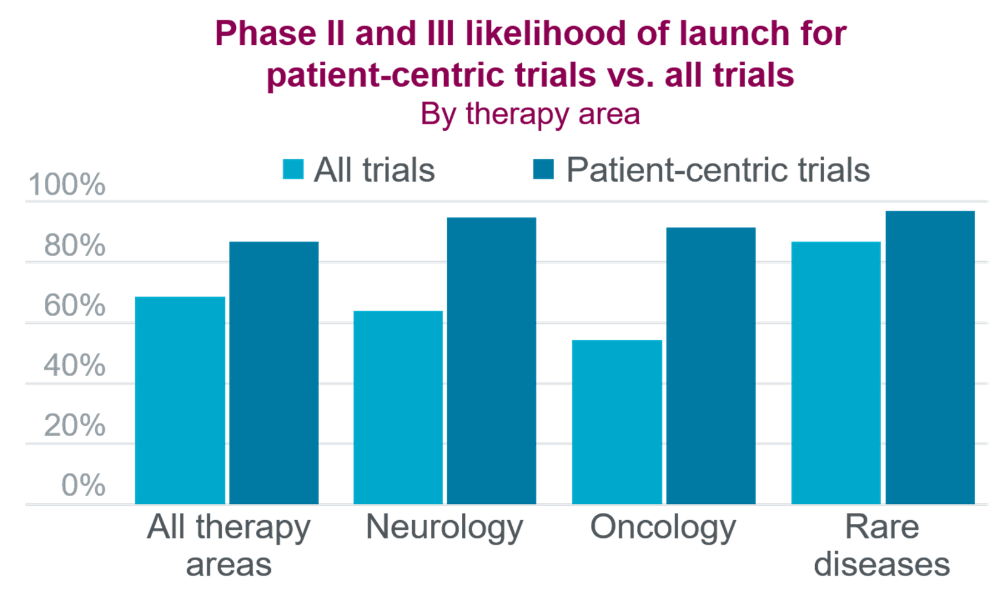 Phase II and III likelihood of launch for
patient-centric trials vs. all trials
By therapy area
All trials
Patient-centric trials
100%
80%
60%
40%
20%
0%
All therapy
areas
Neurology
Oncology
Rare
diseases